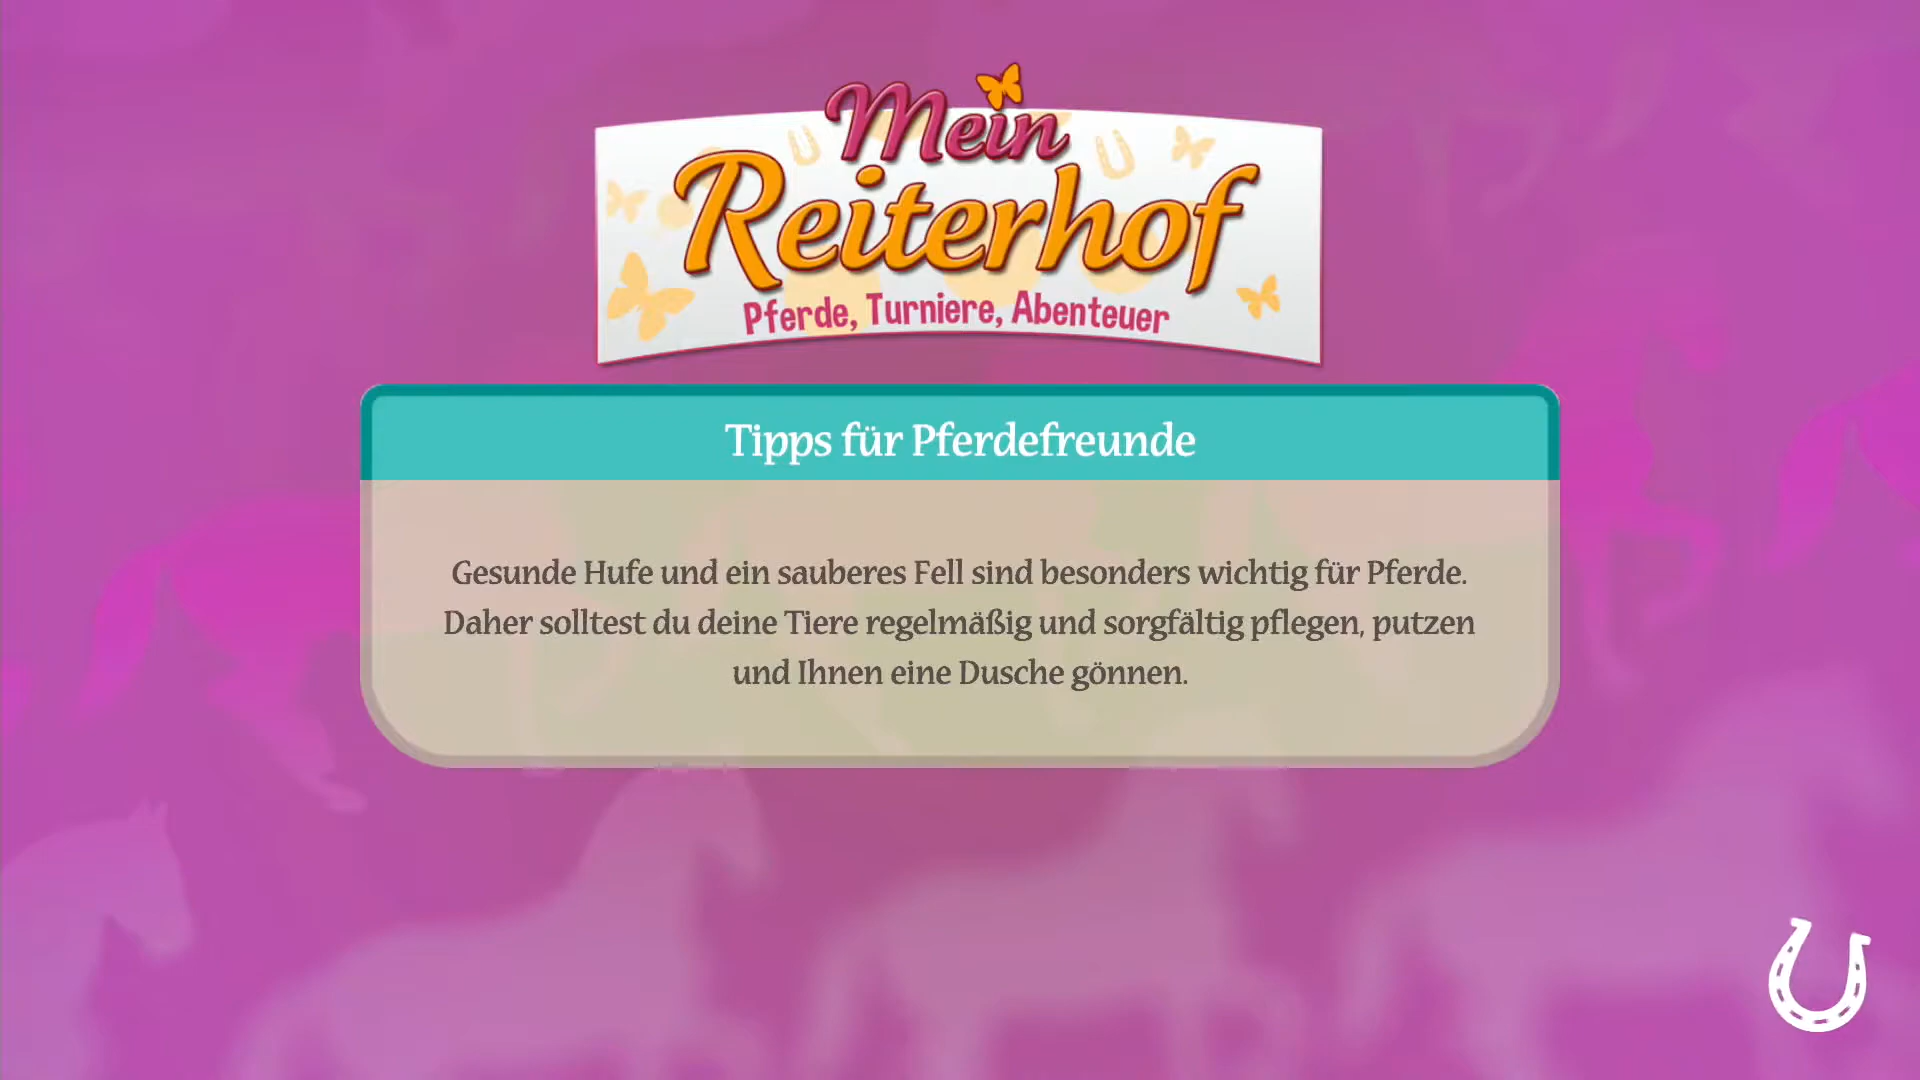 Mein
Reiterhof
Pferde, Turniere, Abenteuer
Tipps für Pferdefreunde
Gesunde Hufe und ein sauberes Fell sind besonders wichtig für Pferde.
Daher solltest du deine Tiere regelmäßig und sorgfältig pflegen, putzen
und Ihnen eine Dusche gönnen.